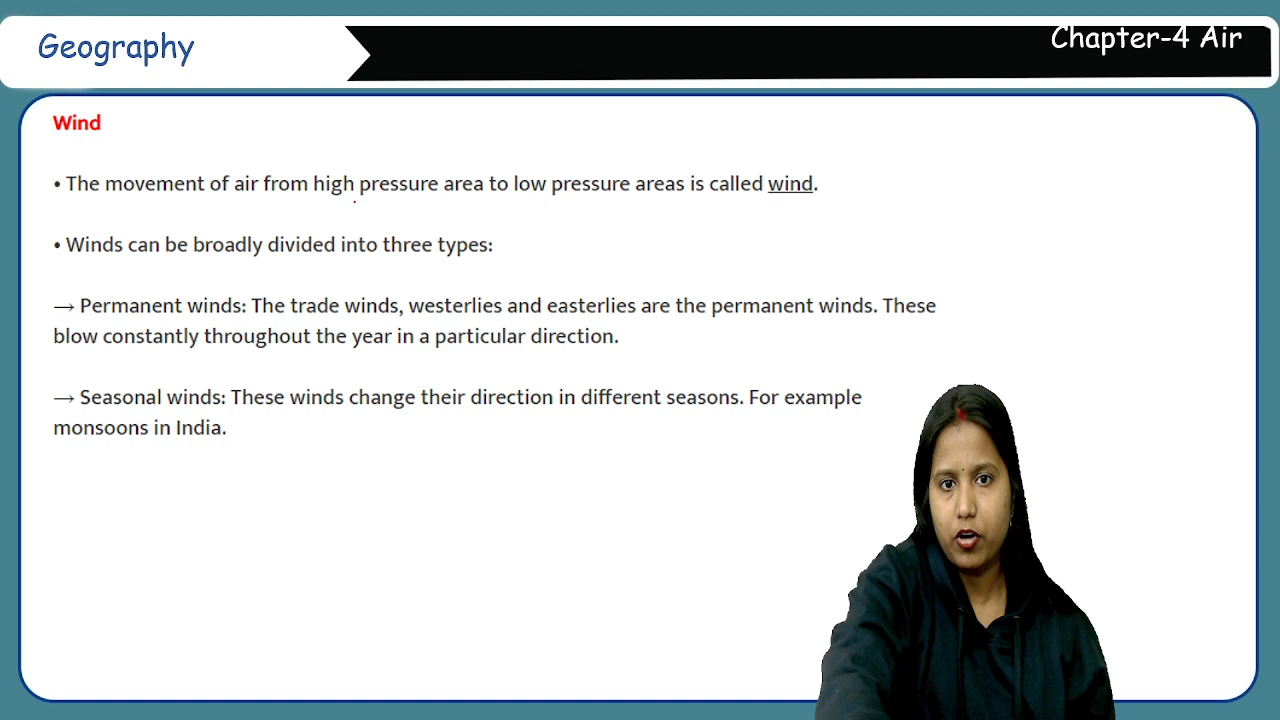 Geography
Chapter-4 Air
Wind
• The movement of air from high pressure area to low pressure areas is called wind.
• Winds can be broadly divided into three types:
→ Permanent winds: The trade winds, westerlies and easterlies are the permanent winds. These
blow constantly throughout the year in a particular direction.
→ Seasonal winds: These winds change their direction in different seasons. For example
monsoons in India.